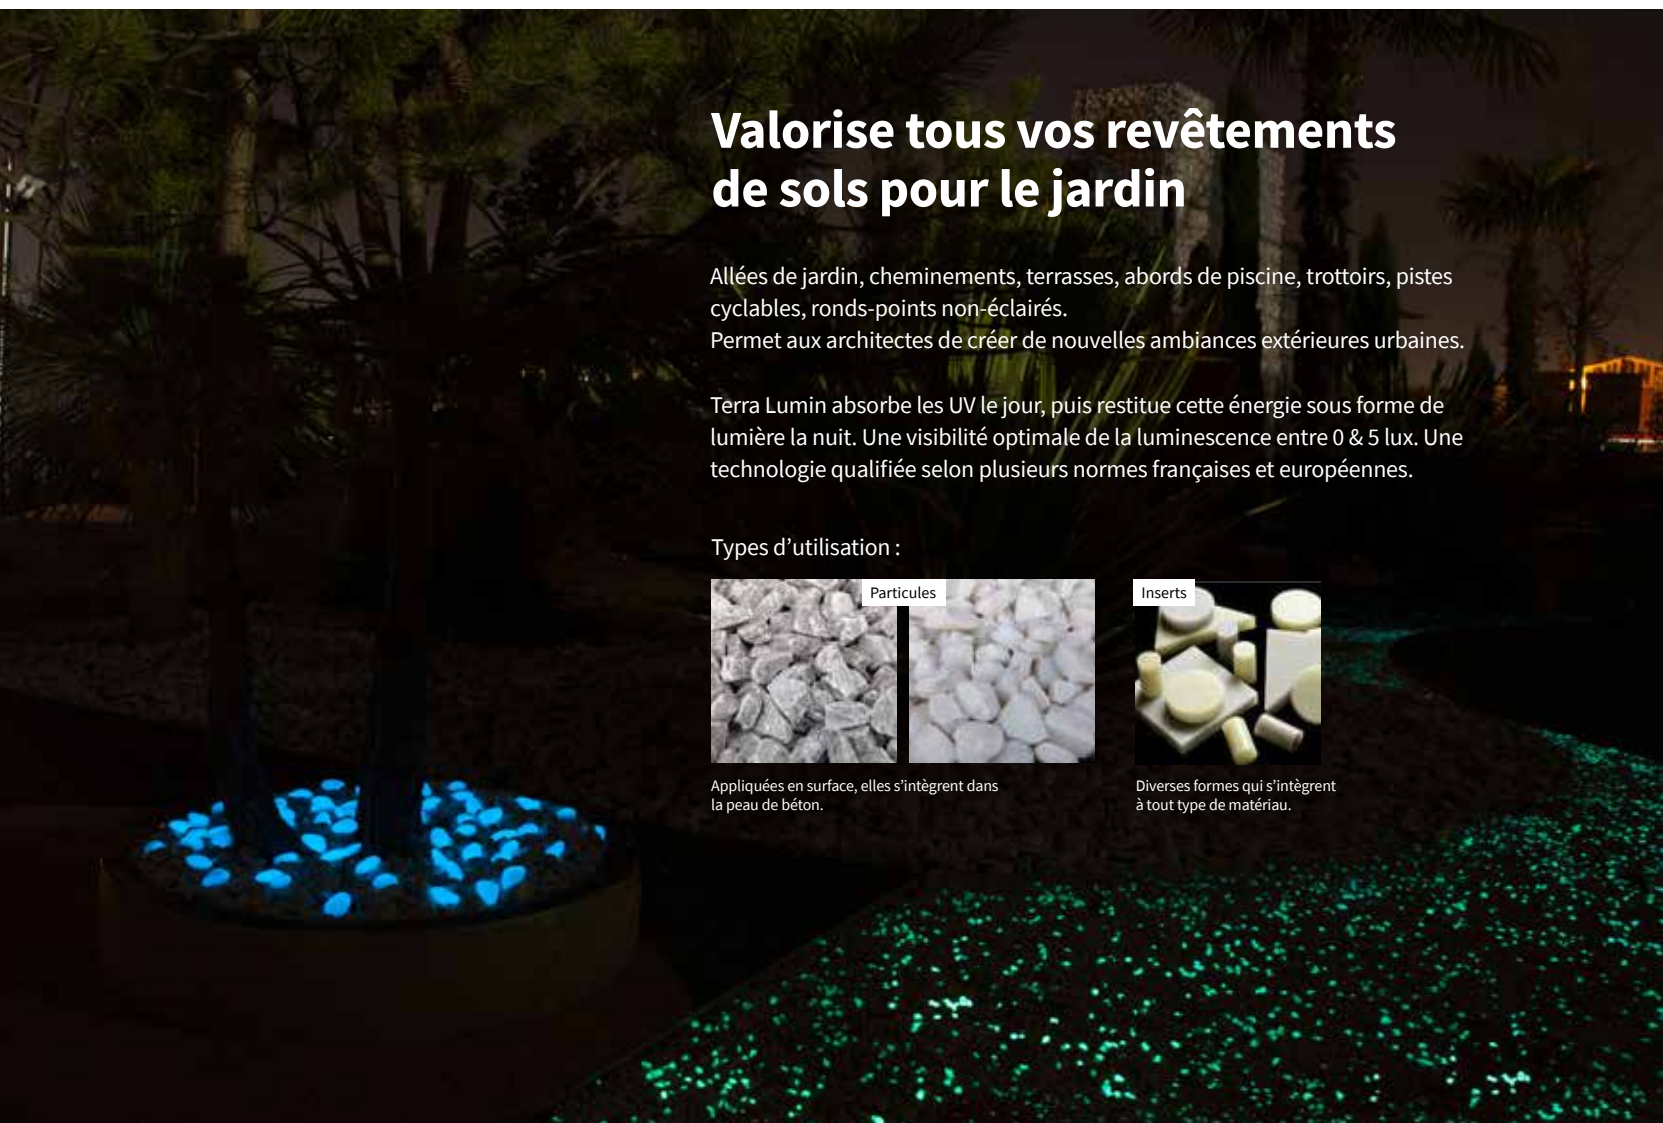 Valorise tous vos revêtements
de sols pour le jardin
Allées de jardin, cheminements, terrasses, abords de piscine, trottoirs, pistes
cyclables, ronds-points non-éclairés.
Permet aux architectes de créer de nouvelles ambiances extérieures urbaines.
Terra Lumin absorbe les UV le jour, puis restitue cette énergie sous forme de
lumière la nuit. Une visibilité optimale de la luminescence entre 0 & 5 lux. Une
technologie qualifiée selon plusieurs normes françaises et européennes.
Types d’utilisation :
Particules
Inserts
Appliquées en surface, elles s’intègrent dans
la peau de béton.
Diverses formes qui s’intègrent
à tout type de matériau.